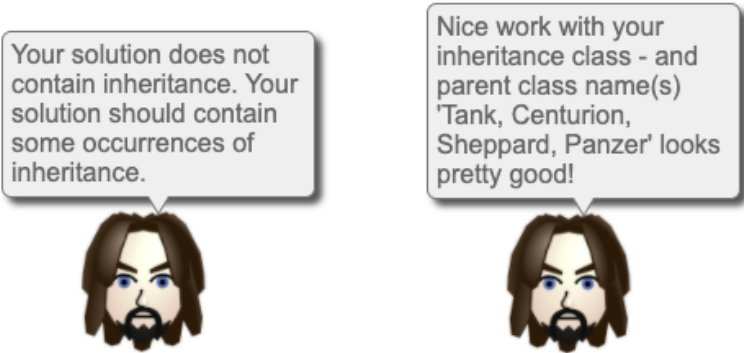 Your solution does not
contain inheritance. Your
solution should contain
some occurrences of
inheritance.
Nice work with your
inheritance class - and
parent class name(s)
'Tank, Centurion,
Sheppard, Panzer' looks
pretty good!